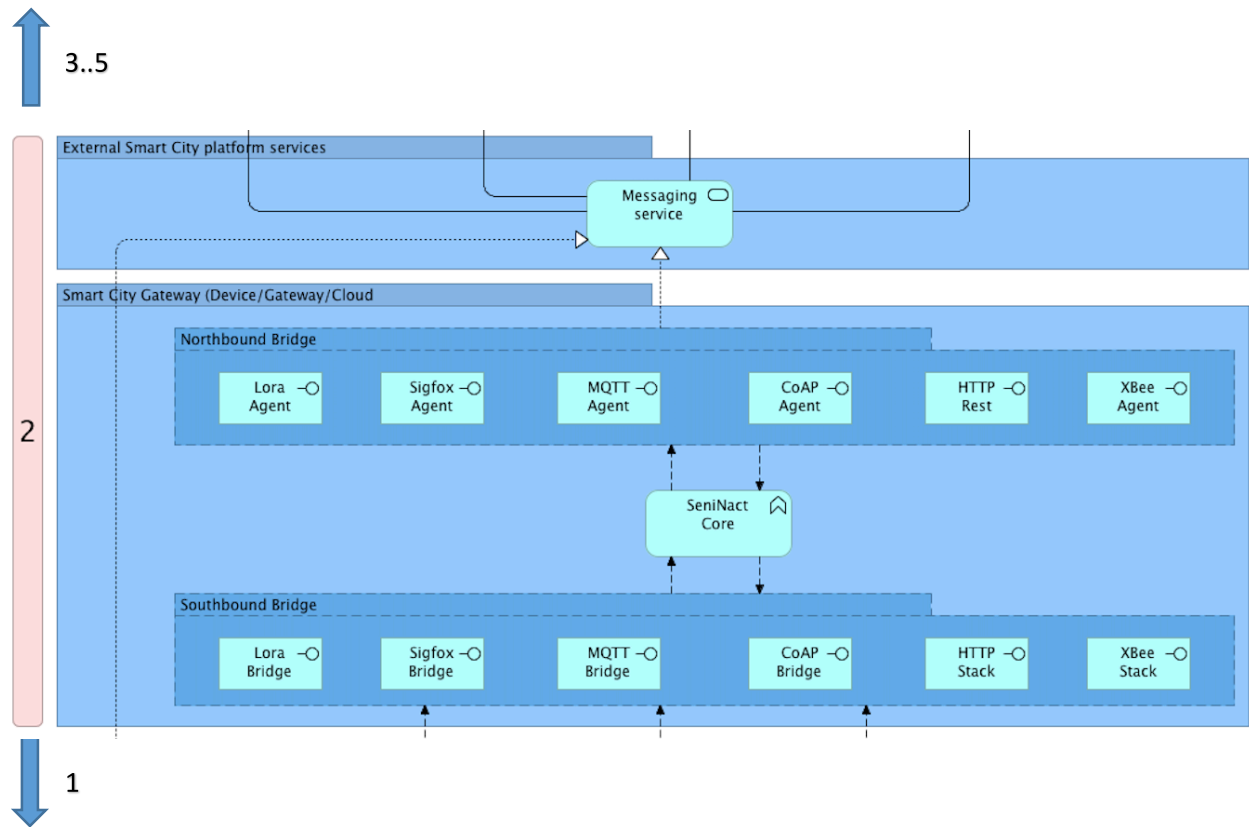 3..5
External Smart City platform services
Messaging
service
Smart City Gateway (Device/Gateway/Cloud
Northbound Bridge
Lora
Agent
Sigfox
Agent
MQTT
Agent
CoAP
Agent
HTTP
Rest
XBee
Agent
2
SeniNact
Core
Southbound Bridge
Lora
Bridge
Sigfox
Bridge
MQTT
Bridge
CoAP
Bridge
HTTP
Stack
XBee
Stack
1